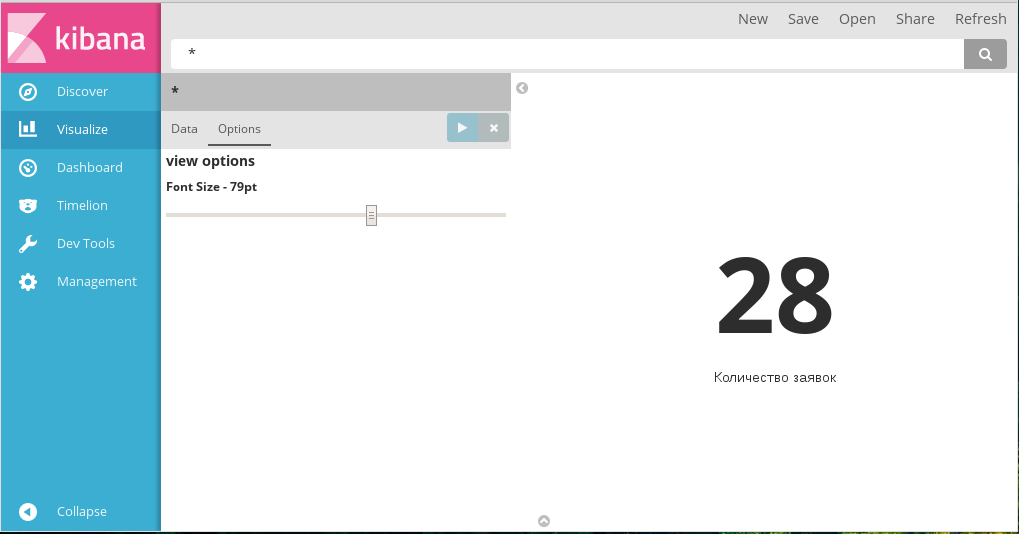 kibana
New Save Open Share Refresh
*
Discover
Visualize
Dashboard
Timelion
Dev Tools
Management
Collapse
*
Data Options
view options
Font Size - 79pt
28
Количество заявок